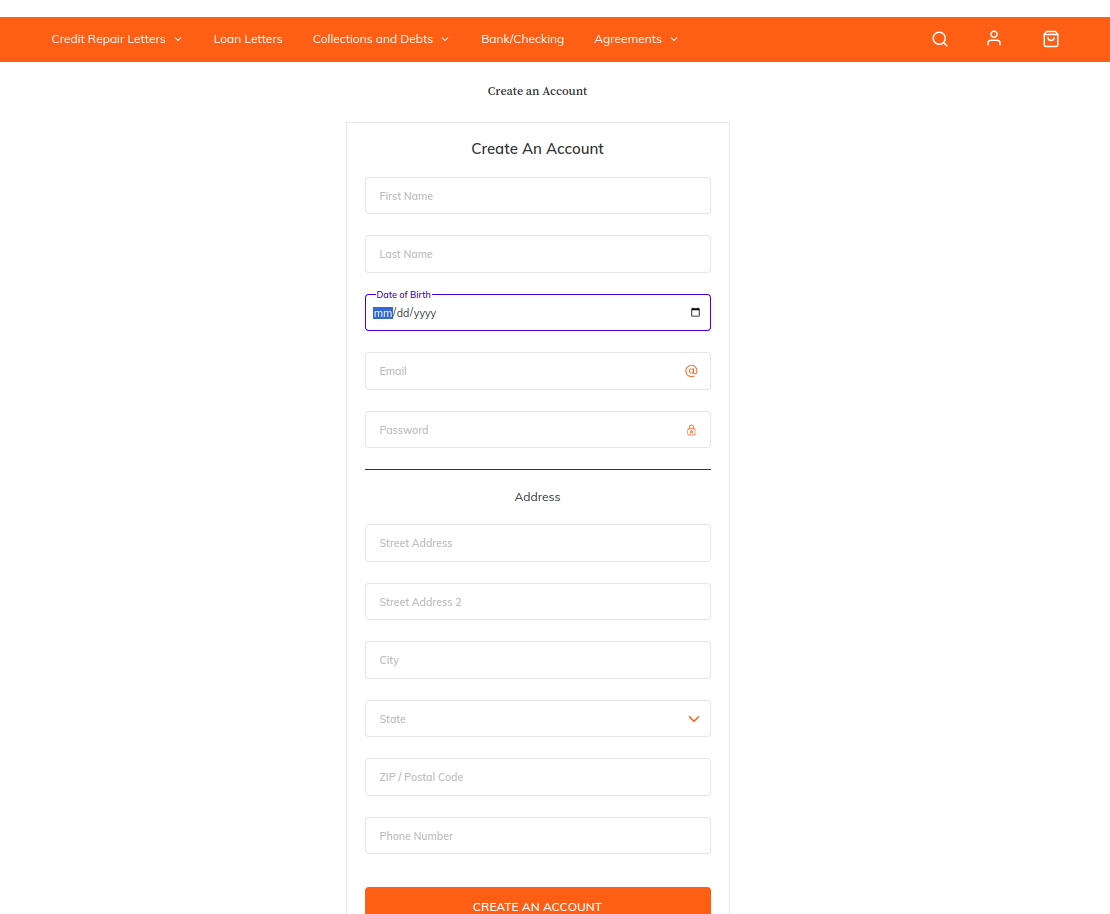 Credit Repair Letters Loan Letters Collections and Debts Bank/Checking Agreements
Create an Account
Create An Account
First Name
Last Name
Date of Birth
mm/dd/yyyy
Email
Password
Address
Street Address
Street Address 2
City
State
ZIP / Postal Code
Phone Number
CREATE AN ACCOUNT